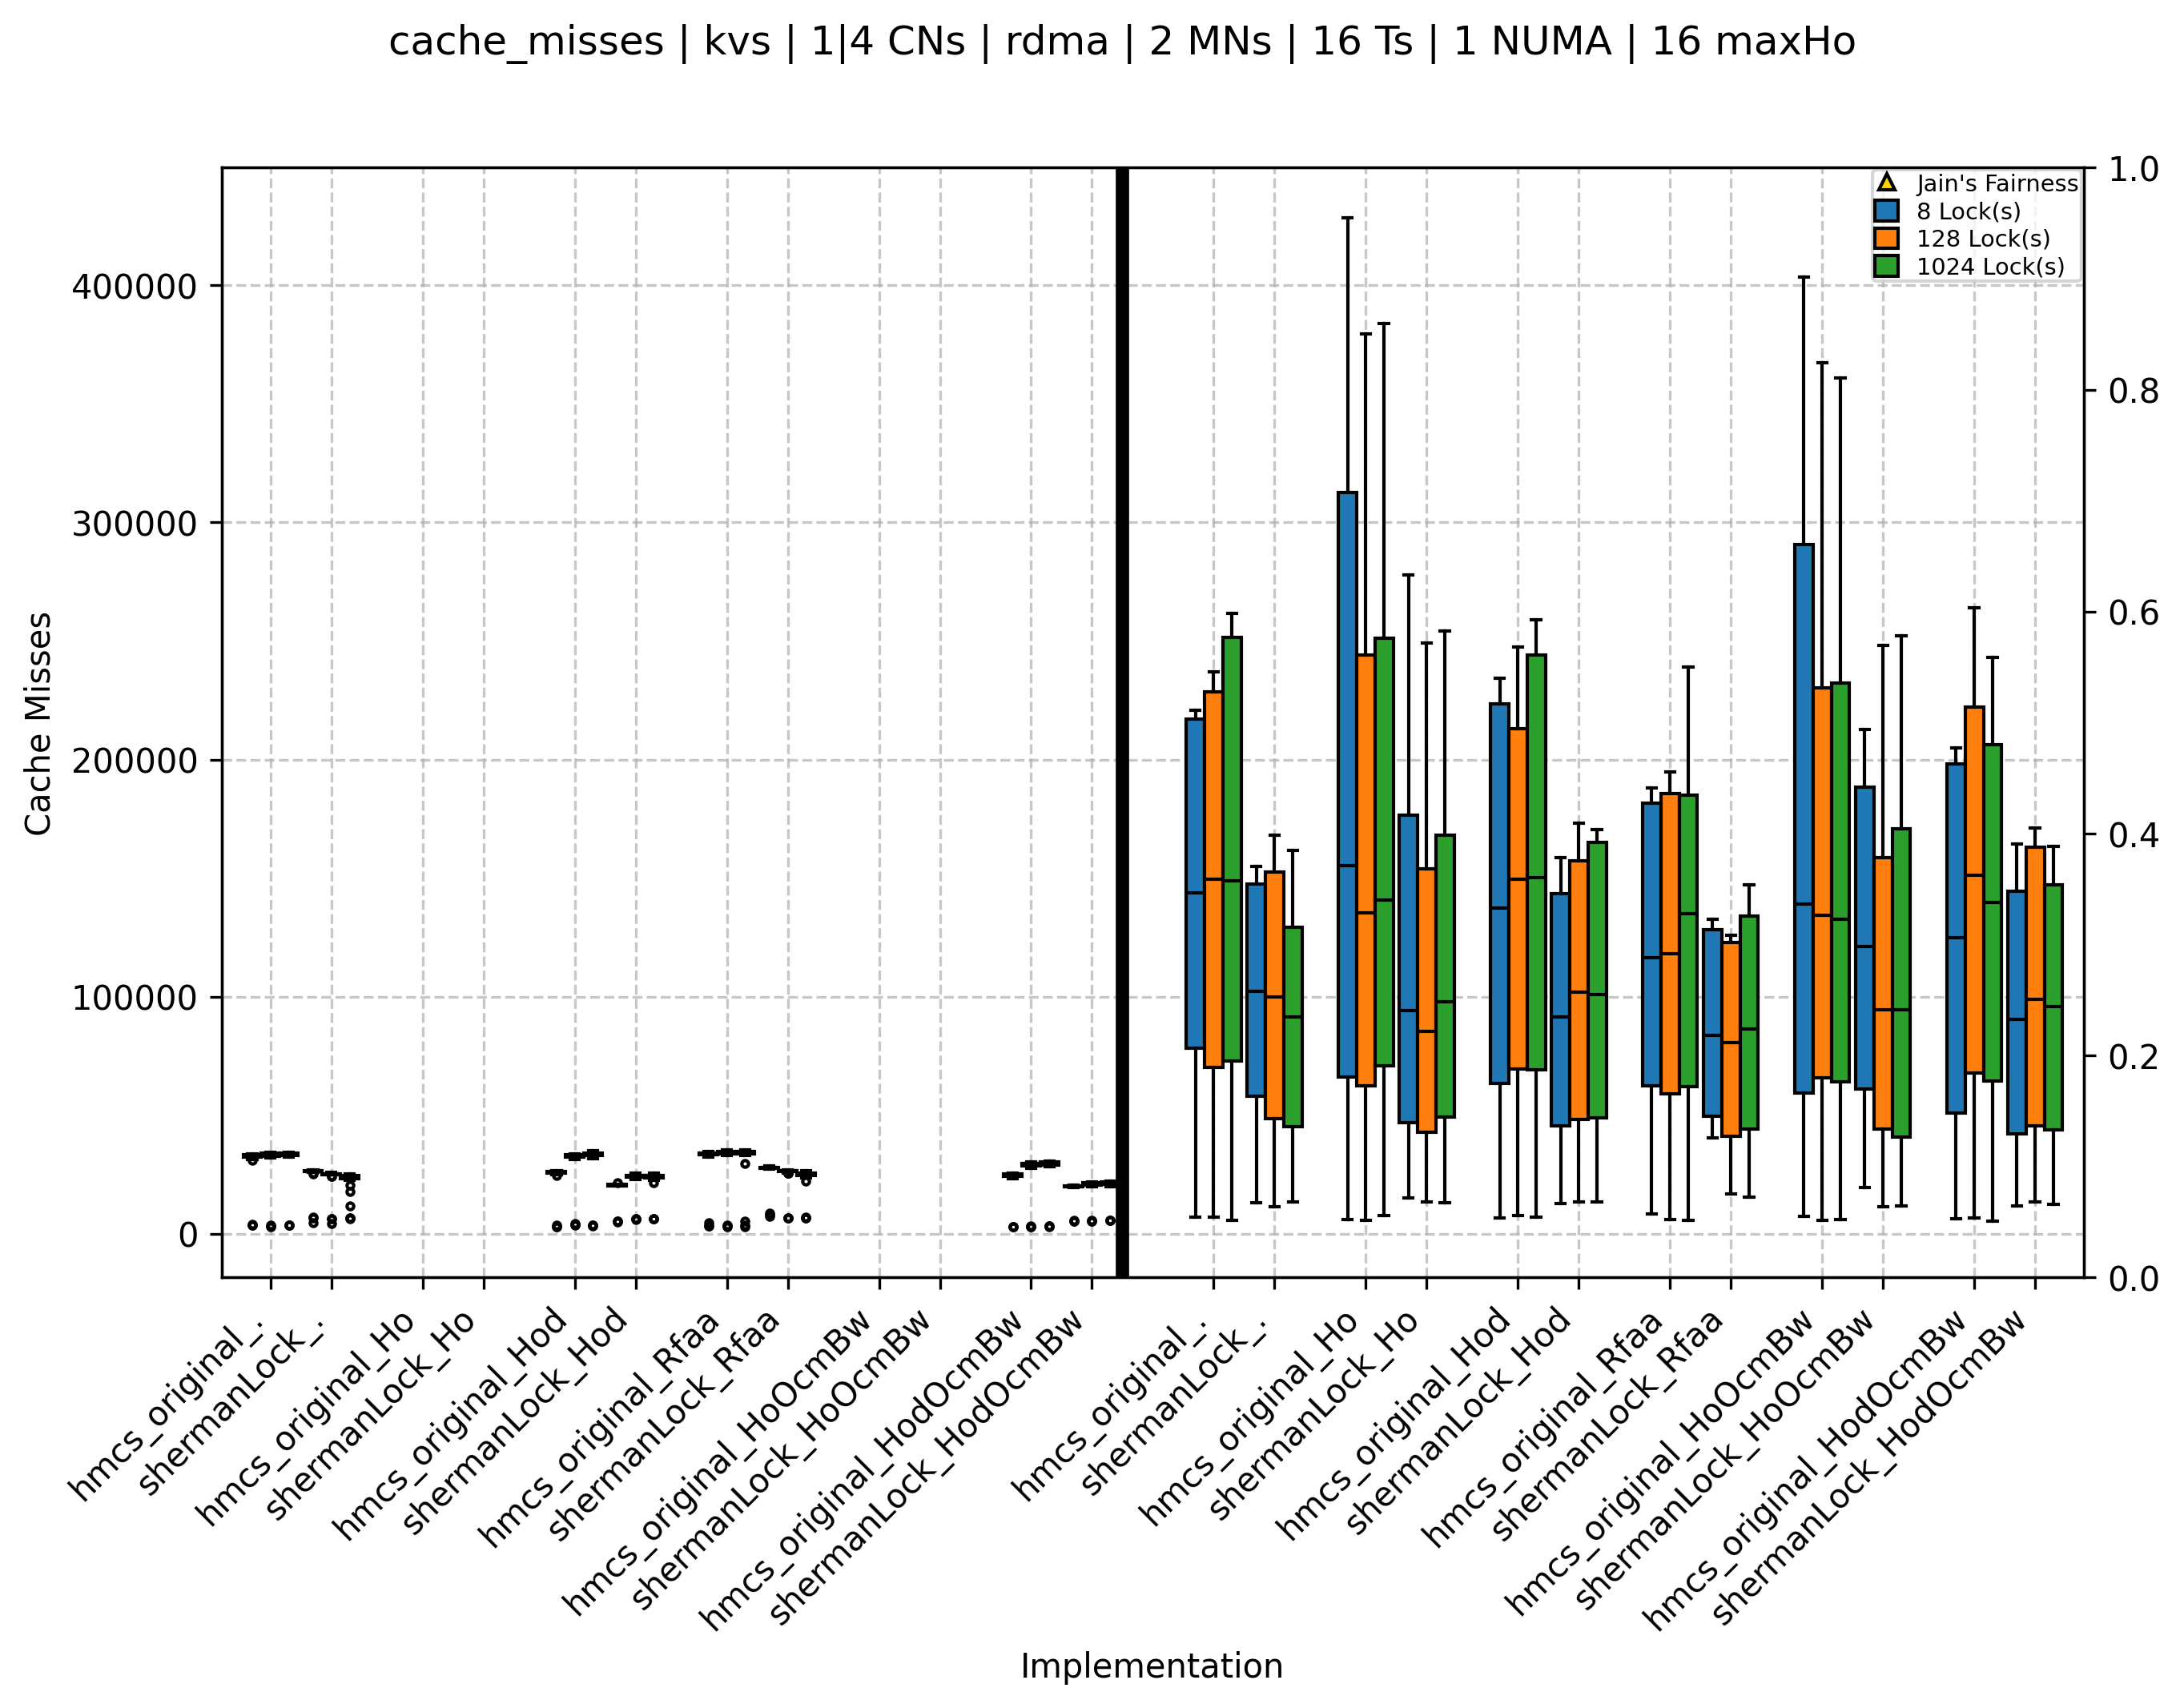 cache_misses | kvs | 1|4 CNs | rdma | 2 MNs | 16 Ts | 1 NUMA | 16 maxHo
Cache Misses
400000
300000
200000
100000
0
1.0
0.8
0.6
0.4
0.2
0.0
Jain's Fairness
8 Lock(s)
128 Lock(s)
1024 Lock(s)
hmcs_original_.
shermanLock_.
hmcs_original_Ho
shermanLock_Ho
hmcs_original_Hod
shermanLock_Hod
hmcs_original_Rfaa
shermanLock_Rfaa
hmcs_original_HoOcmBw
shermanLock_HoOcmBw
hmcs_original_HodOcmBw
shermanLock_HodOcmBw
hmcs_original_.
shermanLock_.
hmcs_original_Ho
shermanLock_Ho
hmcs_original_Hod
shermanLock_Hod
hmcs_original_Rfaa
shermanLock_Rfaa
hmcs_original_HoOcmBw
shermanLock_HoOcmBw
hmcs_original_HodOcmBw
shermanLock_HodOcmBw
Implementation